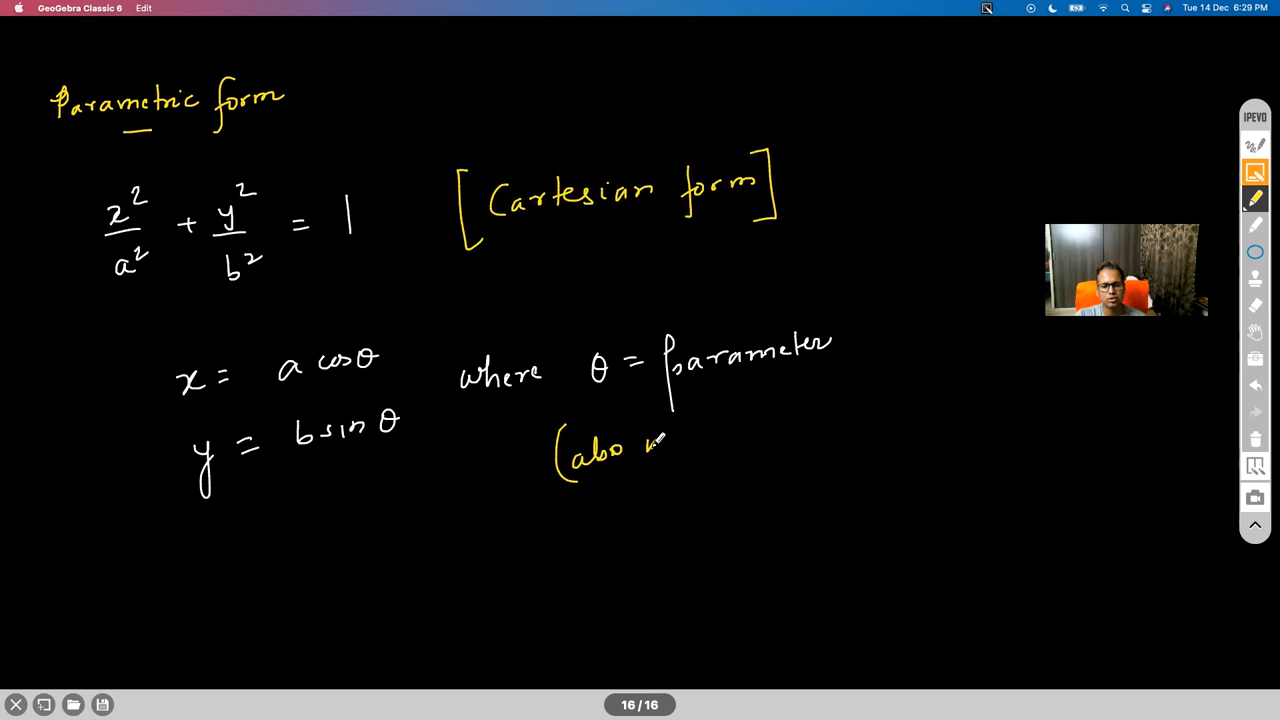 GeoGebra Classic 6 Edit
Tue 14 Dec 6:29 PM
Parametric form
x²/a² + y²/b² = 1 [Cartesian form]
IPEVO
x = a cosθ where θ = parameter
y = b sin θ (also
16 / 16